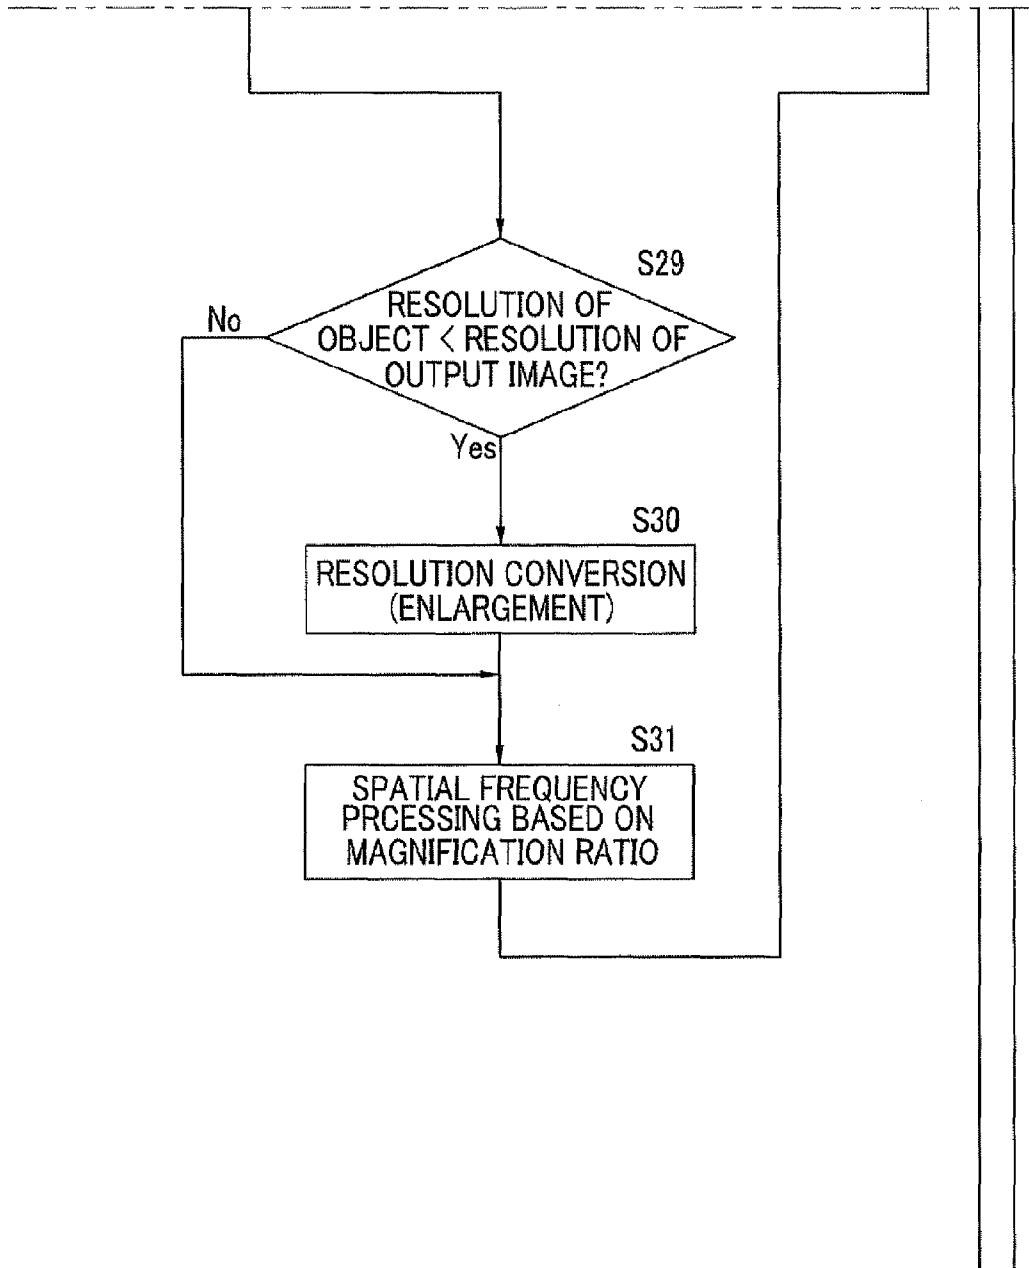 S29
RESOLUTION OF
OBJECT < RESOLUTION OF
OUTPUT IMAGE?
No
Yes
S30
RESOLUTION CONVERSION
(ENLARGEMENT)
S31
SPATIAL FREQUENCY
PRCESSING BASED ON
MAGNIFICATION RATIO